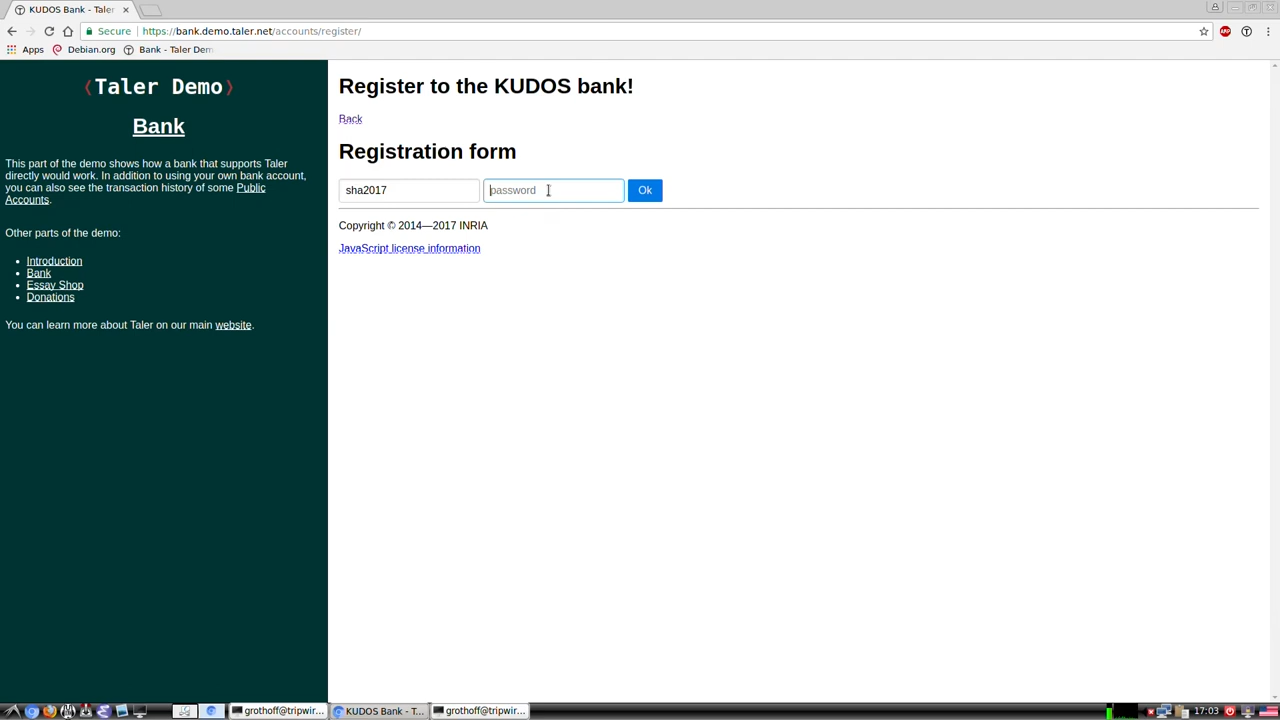 KUDOS Bank - Taler
Secure
https://bank.demo.taler.net/accounts/register/
Apps
Debian.org
Bank - Taler Dem
Taler Demo
Bank
This part of the demo shows how a bank that supports Taler
directly would work. In addition to using your own bank account,
you can also see the transaction history of some Public
Accounts.
Other parts of the demo:
Introduction
Bank
Essay Shop
Donations
You can learn more about Taler on our main website.
Register to the KUDOS bank!
Back
Registration form
sha2017
password
Ok
Copyright © 2014—2017 INRIA
JavaScript license information
grothoff@tripwir...
KUDOS Bank - T...
grothoff@tripwir...
17:03